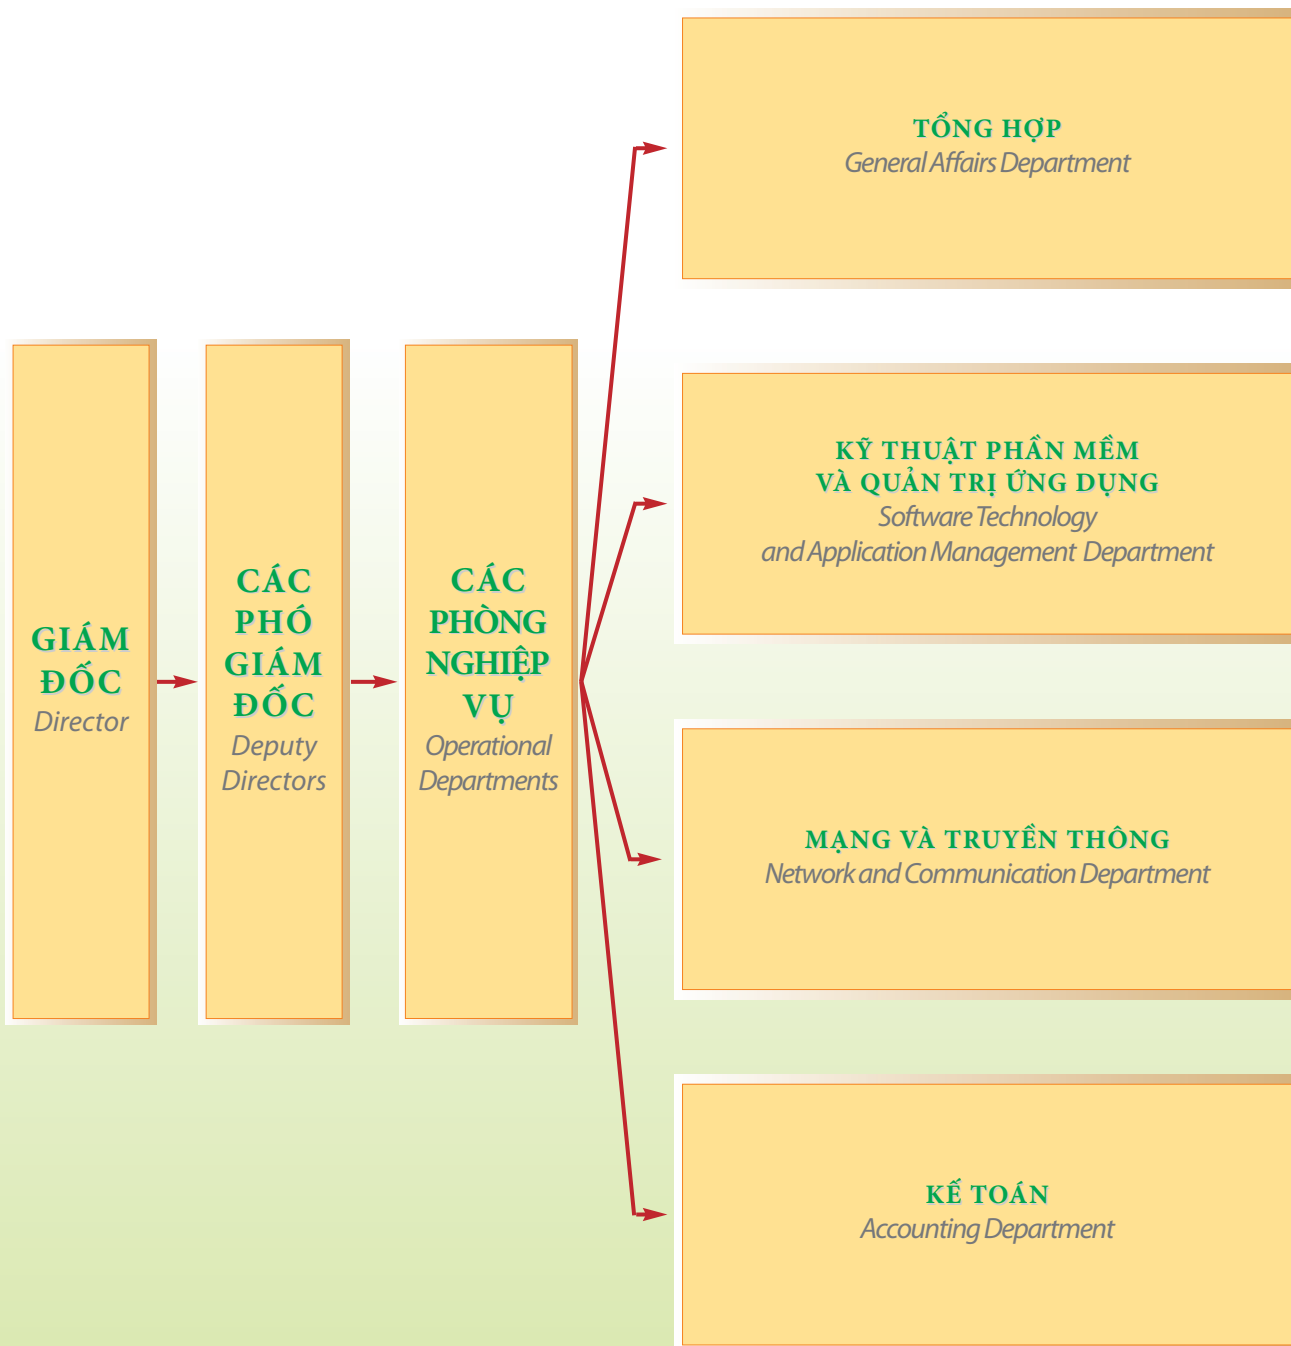 GIÁM
ĐỐC
Director
CÁC
PHÓ
GIÁM
ĐỐC
Deputy
Directors
CÁC
PHÒNG
NGHIỆP
VỤ
Operational
Departments
TỔNG HỢP
General Affairs Department
KỸ THUẬT PHẦN MỀM
VÀ QUẢN TRỊ ỨNG DỤNG
Software Technology
and Application Management Department
MẠNG VÀ TRUYỀN THÔNG
Network and Communication Department
KẾ TOÁN
Accounting Department